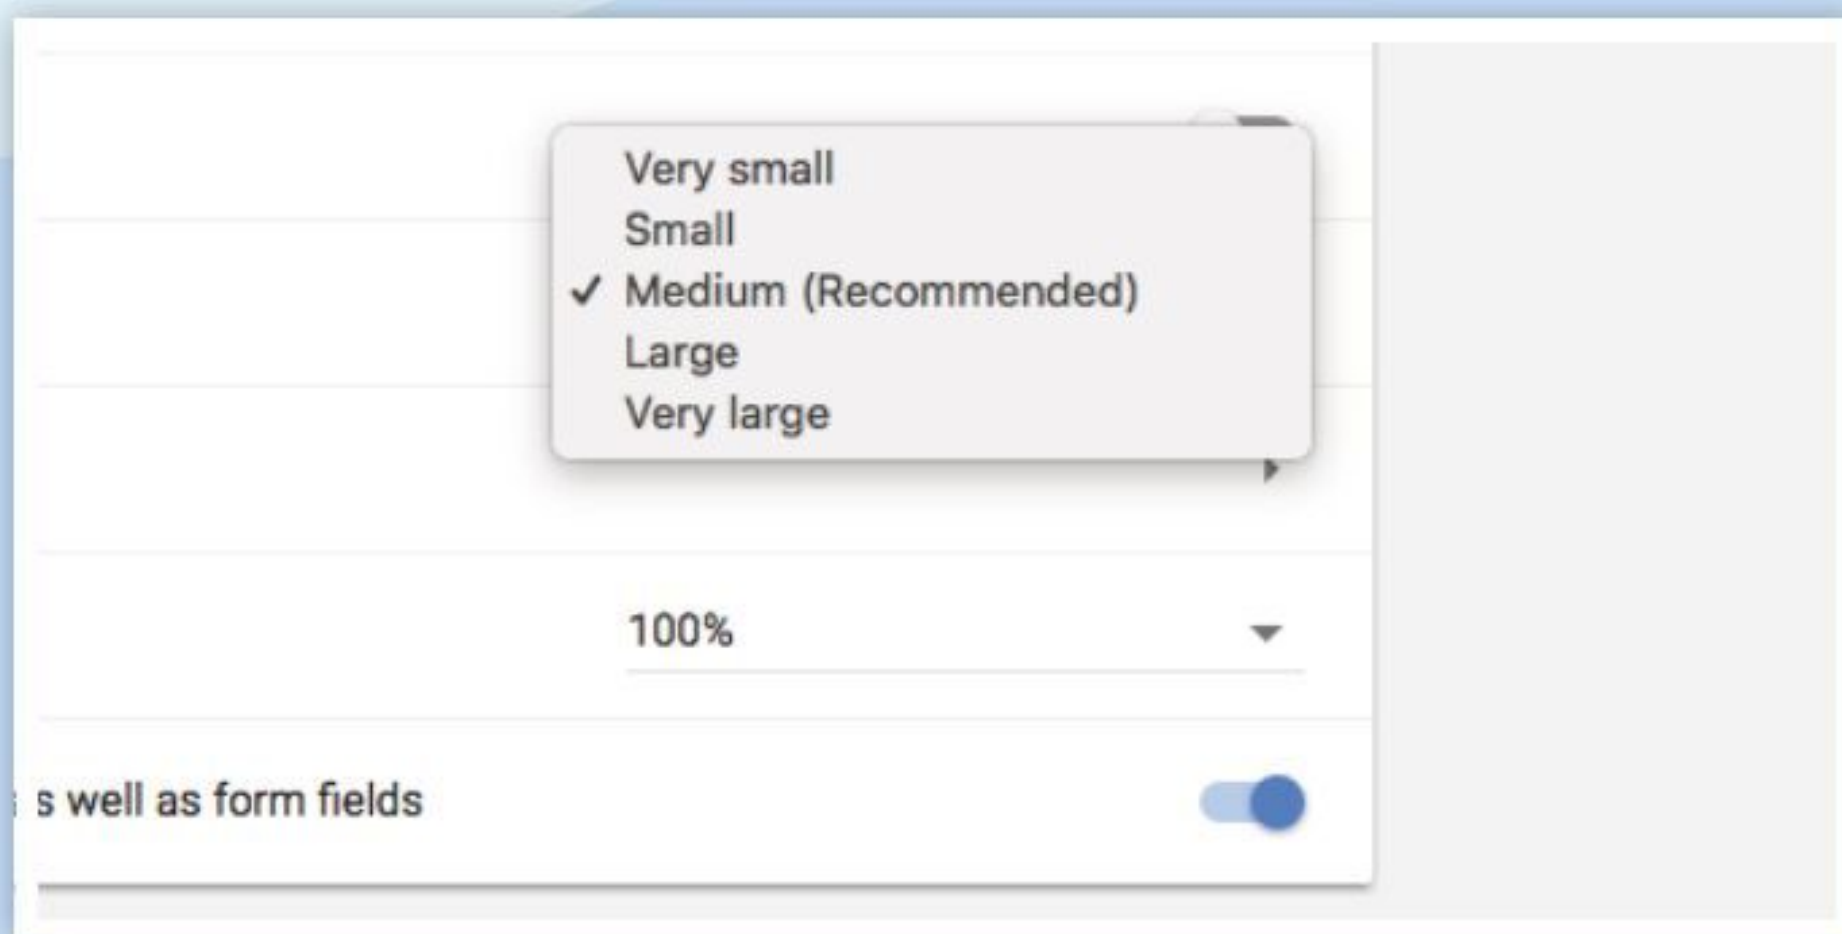 Very small
Small
✓ Medium (Recommended)
Large
Very large
100%
s well as form fields